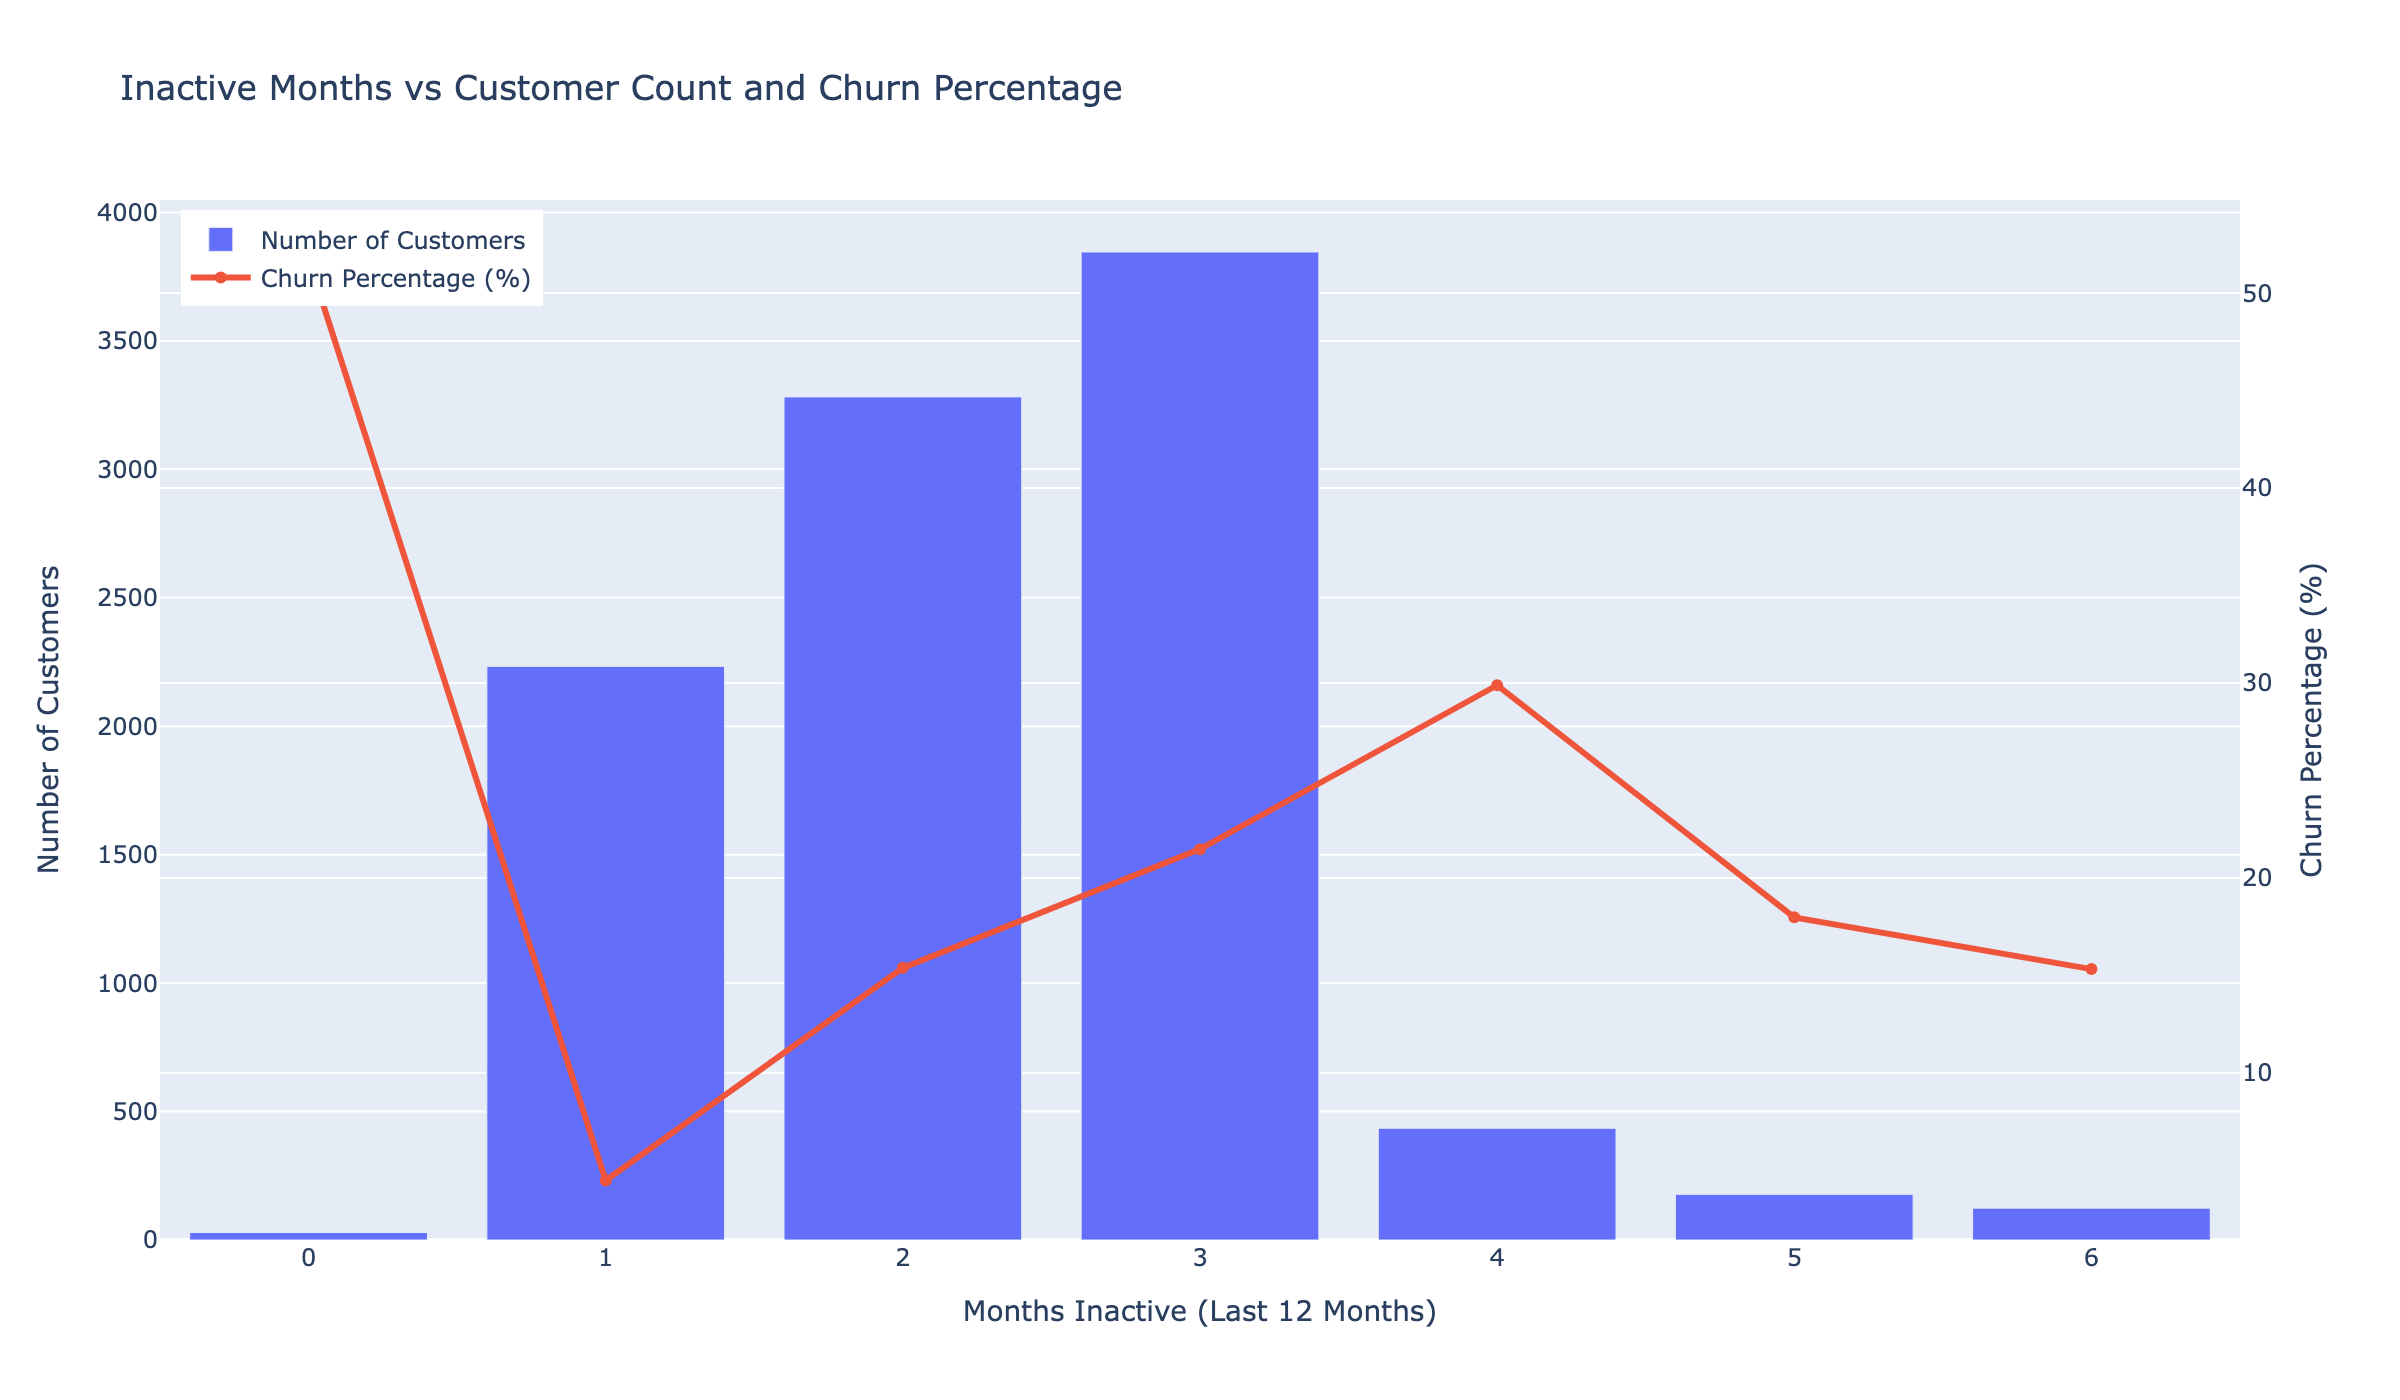 Inactive Months vs Customer Count and Churn Percentage
Number of Customers
Churn Percentage (%)
4000
3500
3000
2500
2000
1500
1000
500
0
Number of Customers
50
40
30
20
10
Churn Percentage (%)
0 1 2 3 4 5 6
Months Inactive (Last 12 Months)